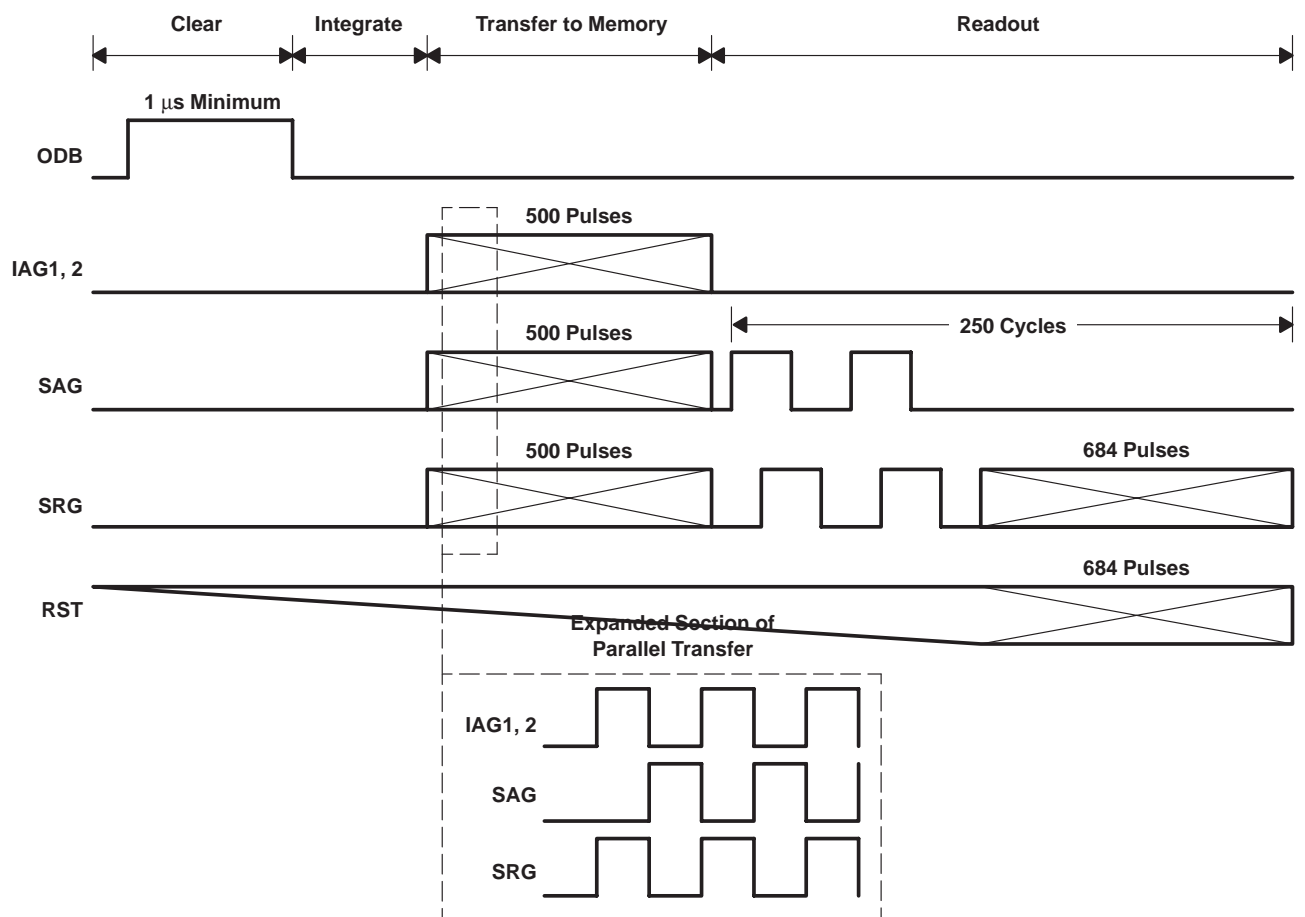 Clear
Integrate
Transfer to Memory
Readout
1 μs Minimum
ODB
500 Pulses
IAG1, 2
250 Cycles
500 Pulses
SAG
500 Pulses
684 Pulses
SRG
684 Pulses
RST
Expanded Section of
Parallel Transfer
IAG1, 2
SAG
SRG